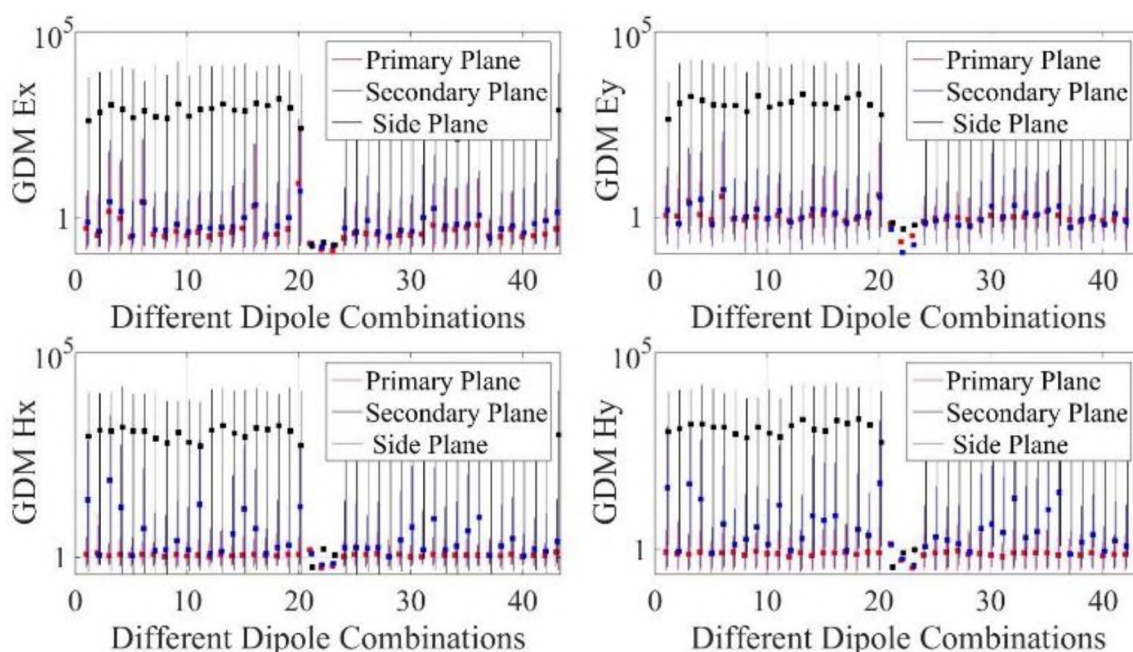 10^5
Primary Plane
Secondary Plane
Side Plane
1
GDM Ex
0 10 20 30 40
Different Dipole Combinations
10^5
Primary Plane
Secondary Plane
Side Plane
1
GDM Ey
0 10 20 30 40
Different Dipole Combinations
10^5
Primary Plane
Secondary Plane
Side Plane
1
GDM Hx
0 10 20 30 40
Different Dipole Combinations
10^5
Primary Plane
Secondary Plane
Side Plane
1
GDM Hy
0 10 20 30 40
Different Dipole Combinations